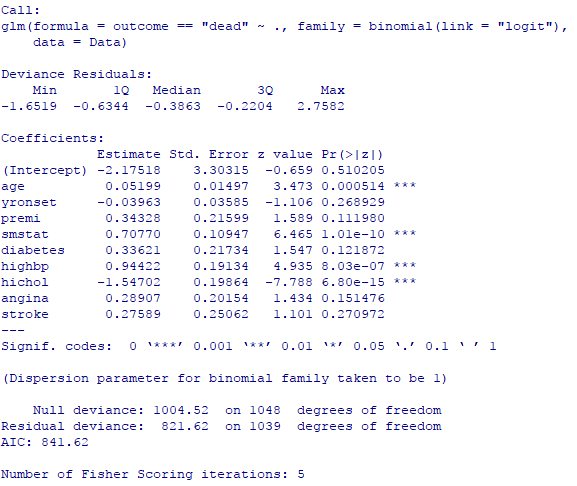 Call:
glm(formula = outcome == "dead" ~ ., family = binomial(link = "logit"),
    data = Data)

Deviance Residuals:
    Min       1Q   Median       3Q      Max
-1.6519  -0.6344  -0.3863  -0.2204   2.7582

Coefficients:
            Estimate Std. Error z value Pr(>|z|)
(Intercept) -2.17518    3.30315  -0.659 0.510205
age          0.05199    0.01497   3.473 0.000514 ***
yronset     -0.03963    0.03585  -1.106 0.268929
premi        0.34328    0.21599   1.589 0.111980
smstat       0.70770    0.10947   6.465 1.01e-10 ***
diabetes     0.33621    0.21734   1.547 0.121872
highbp       0.94422    0.19134   4.935 8.03e-07 ***
hichol      -1.54702    0.19864  -7.788 6.80e-15 ***
angina       0.28907    0.20154   1.434 0.151476
stroke       0.27589    0.25062   1.101 0.270972
---
Signif. codes:  0 ‘***’ 0.001 ‘**’ 0.01 ‘*’ 0.05 ‘.’ 0.1 ‘ ’ 1

(Dispersion parameter for binomial family taken to be 1)

    Null deviance: 1004.52  on 1048  degrees of freedom
Residual deviance:  821.62  on 1039  degrees of freedom
AIC: 841.62

Number of Fisher Scoring iterations: 5